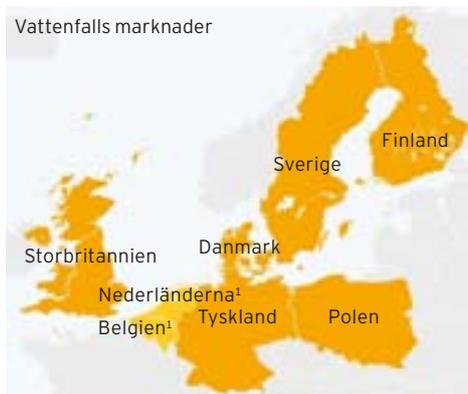 Vattenfalls marknader
Finland
Sverige
Danmark
Storbritannien
Nederländerna¹
Belgien¹
Tyskland
Polen